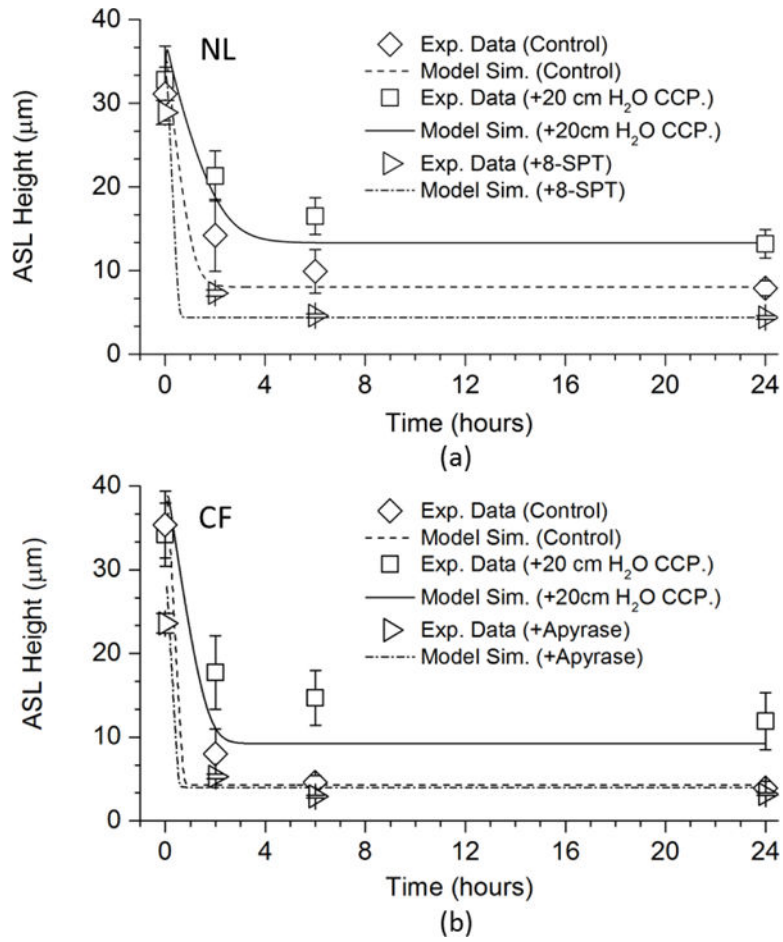 40
30
20
10
0
ASL Height (μm)
NL
Exp. Data (Control)
Model Sim. (Control)
Exp. Data (+20 cm H₂O CCP.)
Model Sim. (+20cm H₂O CCP.)
Exp. Data (+8-SPT)
Model Sim. (+8-SPT)
0 4 8 12 16 20 24
Time (hours)
(a)
40
30
20
10
0
ASL Height (μm)
CF
Exp. Data (Control)
Model Sim. (Control)
Exp. Data (+20 cm H₂O CCP.)
Model Sim. (+20cm H₂O CCP.)
Exp. Data (+Apyrase)
Model Sim. (+Apyrase)
0 4 8 12 16 20 24
Time (hours)
(b)